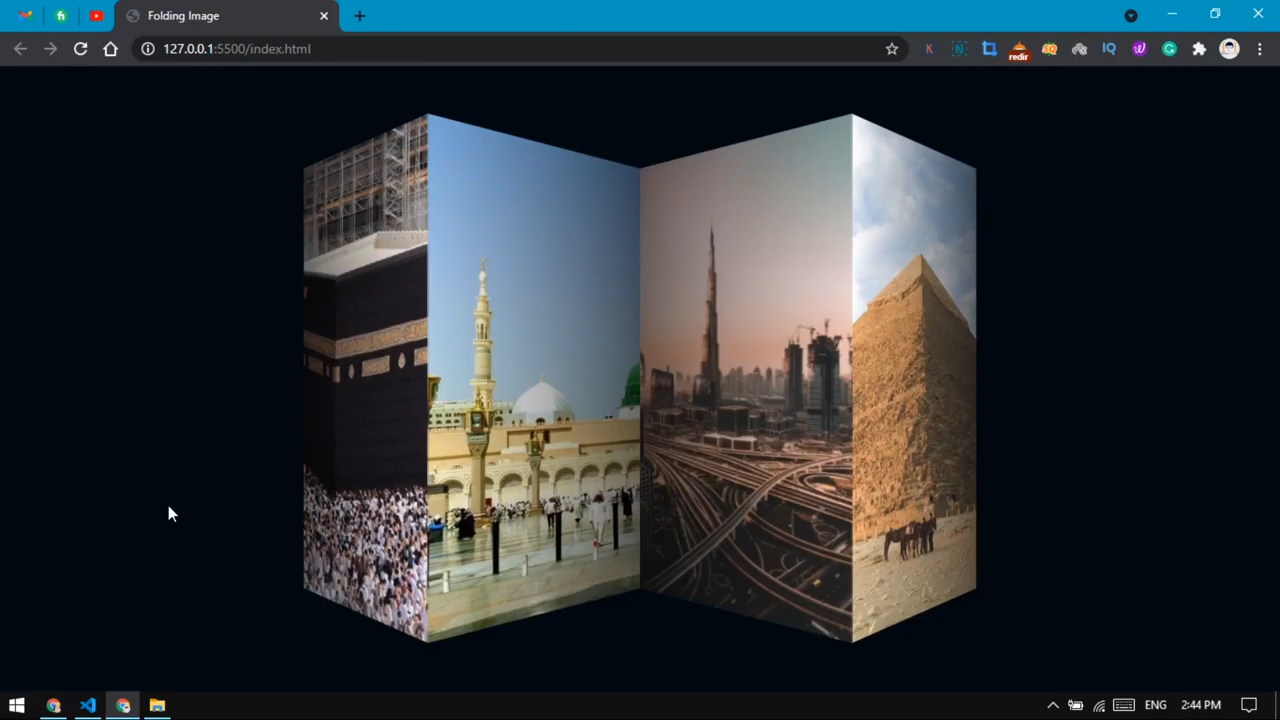 Folding Image
127.0.0.1:5500/index.html
K
N
redir
IQ
ENG
2:44 PM